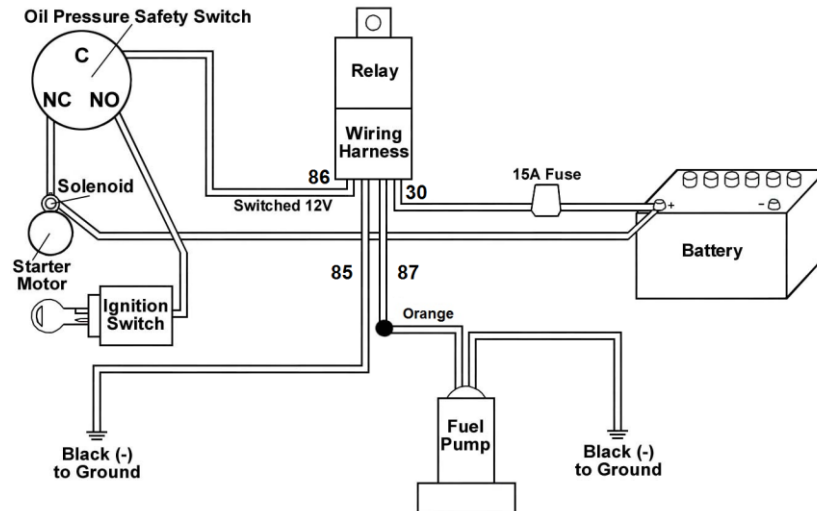 Oil Pressure Safety Switch
C
NC NO
Relay
Wiring
Harness
Solenoid
86
Switched 12V
30
15A Fuse
+ -
Battery
Starter
Motor
Ignition
Switch
85
87
Orange
Fuel
Pump
Black (-)
to Ground
Black (-)
to Ground